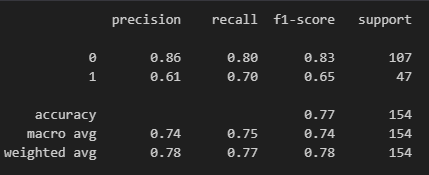 precision recall f1-score support
0 0.86 0.80 0.83 107
1 0.61 0.70 0.65 47
accuracy 0.77 154
macro avg 0.74 0.75 0.74 154
weighted avg 0.78 0.77 0.78 154